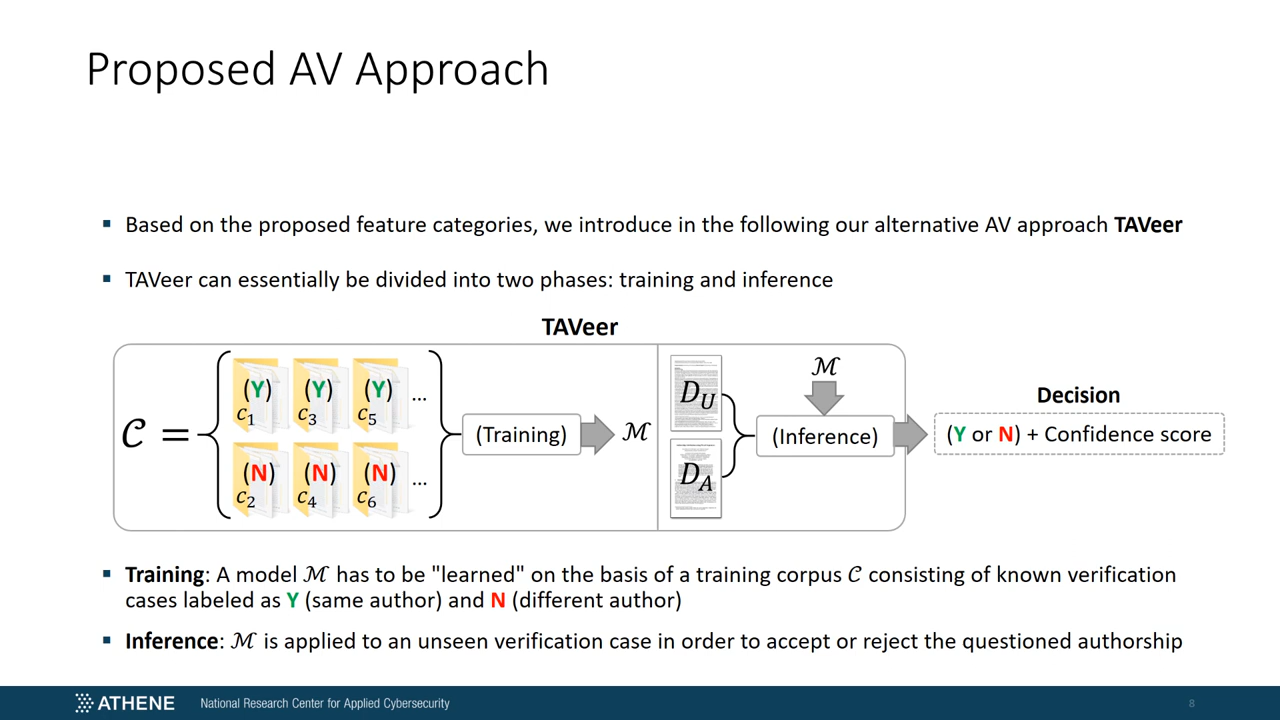 Proposed AV Approach
▪ Based on the proposed feature categories, we introduce in the following our alternative AV approach TAVeer
▪ TAVeer can essentially be divided into two phases: training and inference
TAVeer
𝒞 =
(Y) (Y) (Y) ...
c₁ c₃ c₅
(N) (N) (N) ...
c₂ c₄ c₆
(Training)
ℳ
D_U
D_A
ℳ
(Inference)
Decision
(Y or N) + Confidence score
▪ Training: A model ℳ has to be "learned" on the basis of a training corpus 𝒞 consisting of known verification
cases labeled as Y (same author) and N (different author)
▪ Inference: ℳ is applied to an unseen verification case in order to accept or reject the questioned authorship
ATHENE National Research Center for Applied Cybersecurity 8